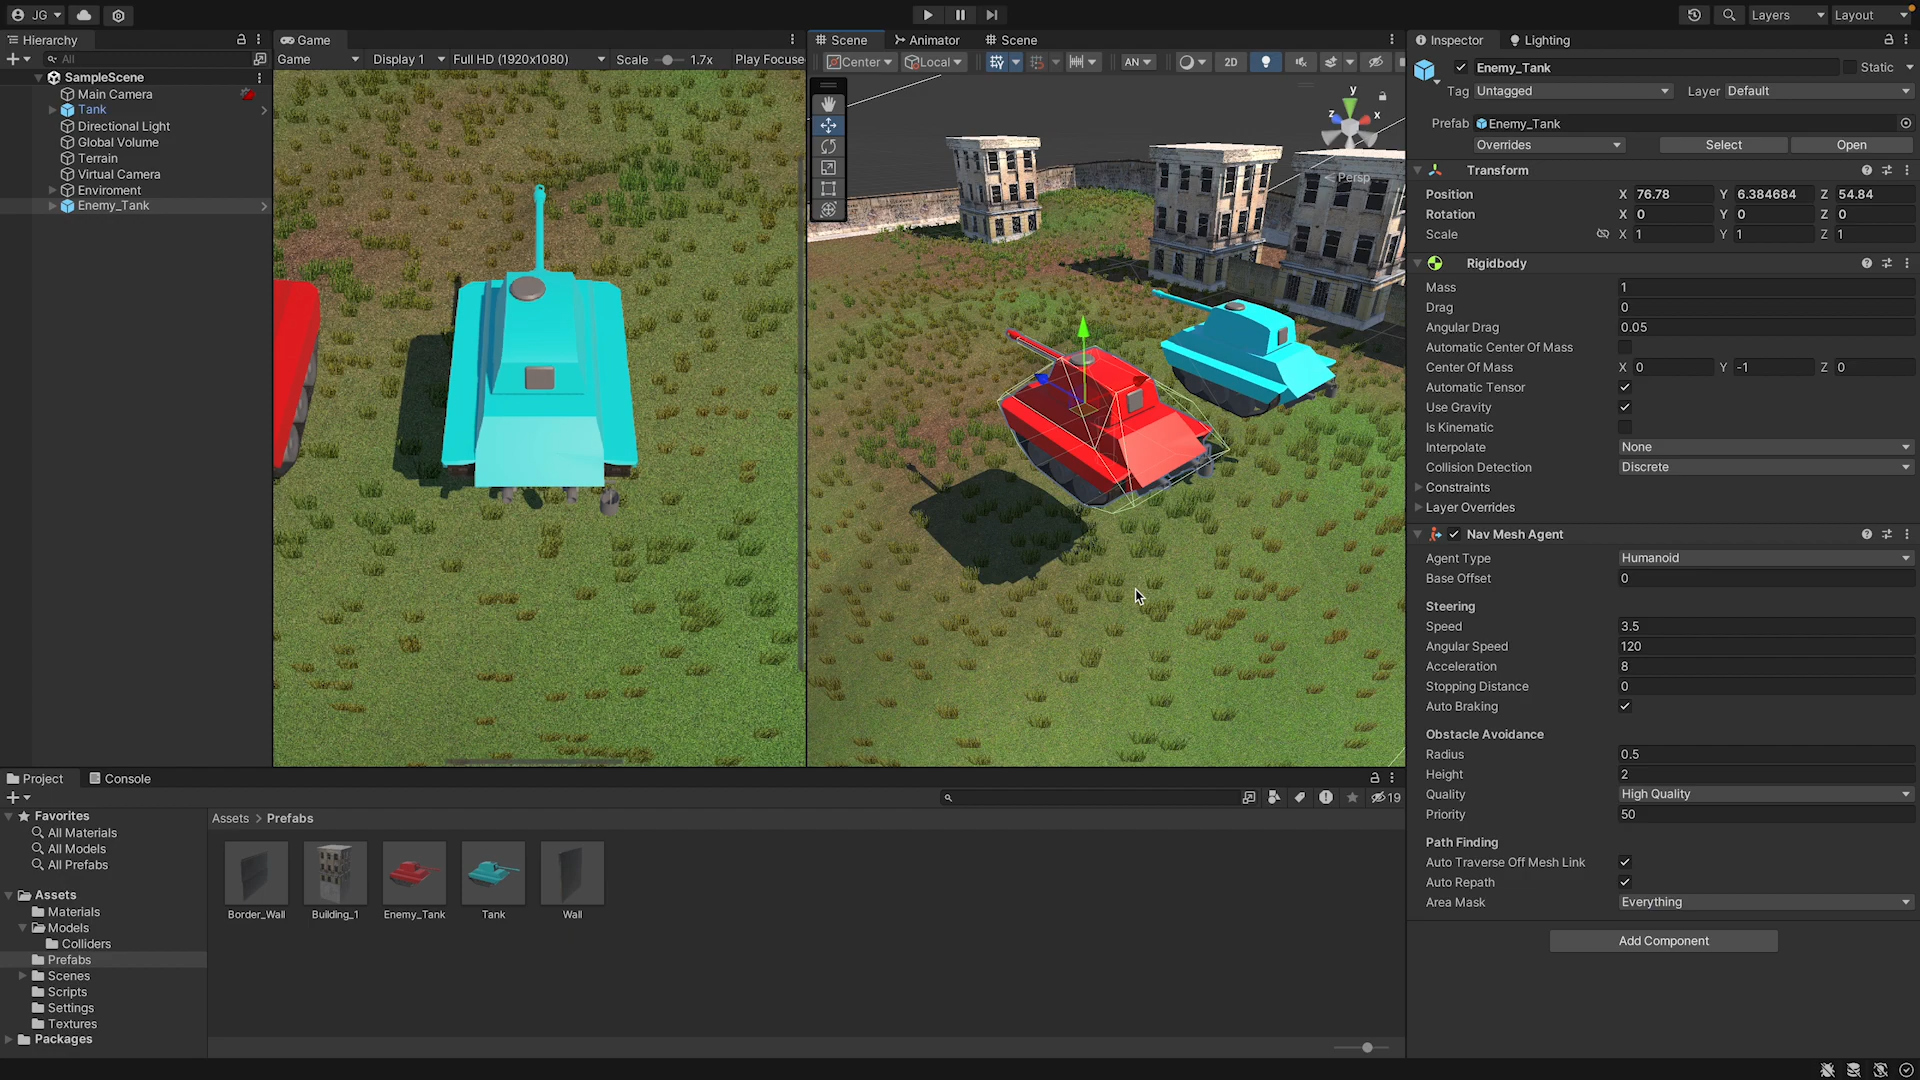 JG
Layers
Layout
Hierarchy
All
SampleScene
Main Camera
Tank
Directional Light
Global Volume
Terrain
Virtual Camera
Enviroment
Enemy_Tank
Game
Game
Display 1
Full HD (1920x1080)
Scale
1.7x
Play Focuse
Scene
Animator
Scene
Center
Local
AN
2D
y
z
x
Persp
Inspector
Lighting
Enemy_Tank
Static
Tag
Untagged
Layer
Default
Prefab
Enemy_Tank
Overrides
Select
Open
Transform
Position X 76.78 Y 6.384684 Z 54.84
Rotation X 0 Y 0 Z 0
Scale X 1 Y 1 Z 1
Rigidbody
Mass 1
Drag 0
Angular Drag 0.05
Automatic Center Of Mass
Center Of Mass X 0 Y -1 Z 0
Automatic Tensor
Use Gravity
Is Kinematic
Interpolate None
Collision Detection Discrete
Constraints
Layer Overrides
Nav Mesh Agent
Agent Type Humanoid
Base Offset 0
Steering
Speed 3.5
Angular Speed 120
Acceleration 8
Stopping Distance 0
Auto Braking
Obstacle Avoidance
Radius 0.5
Height 2
Quality High Quality
Priority 50
Path Finding
Auto Traverse Off Mesh Link
Auto Repath
Area Mask Everything
Add Component
Project
Console
19
Favorites
All Materials
All Models
All Prefabs
Assets
Materials
Models
Colliders
Prefabs
Scenes
Scripts
Settings
Textures
Packages
Assets > Prefabs
Border_Wall
Building_1
Enemy_Tank
Tank
Wall